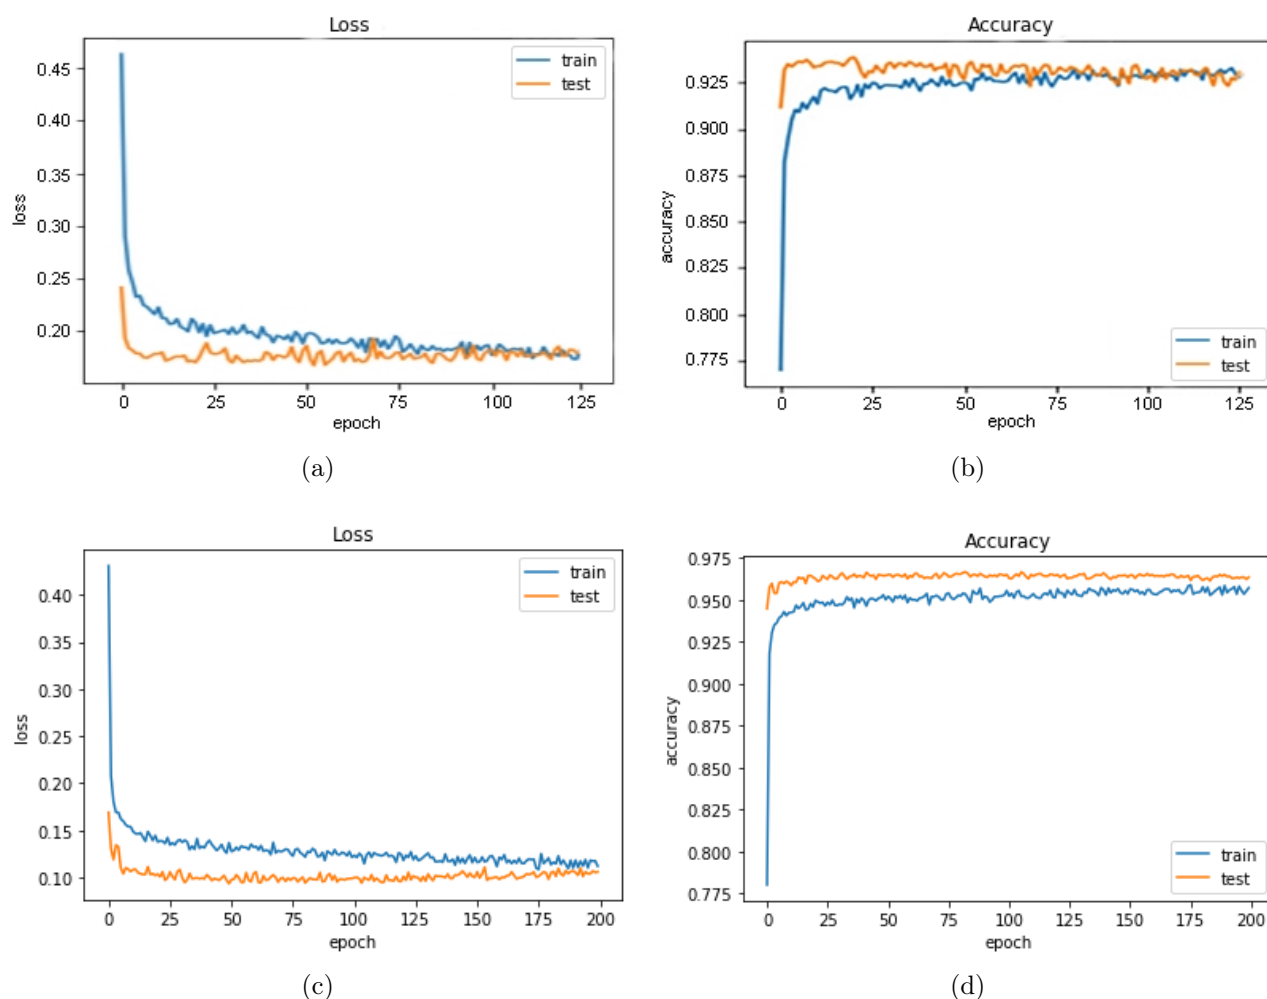 Loss
0.45
0.40
0.35
0.30
0.25
0.20
loss
train
test
0 25 50 75 100 125
epoch
(a)
Accuracy
0.925
0.900
0.875
0.850
0.825
0.800
0.775
accuracy
train
test
0 25 50 75 100 125
epoch
(b)
Loss
0.40
0.35
0.30
0.25
0.20
0.15
0.10
loss
train
test
0 25 50 75 100 125 150 175 200
epoch
(c)
Accuracy
0.975
0.950
0.925
0.900
0.875
0.850
0.825
0.800
0.775
accuracy
train
test
0 25 50 75 100 125 150 175 200
epoch
(d)